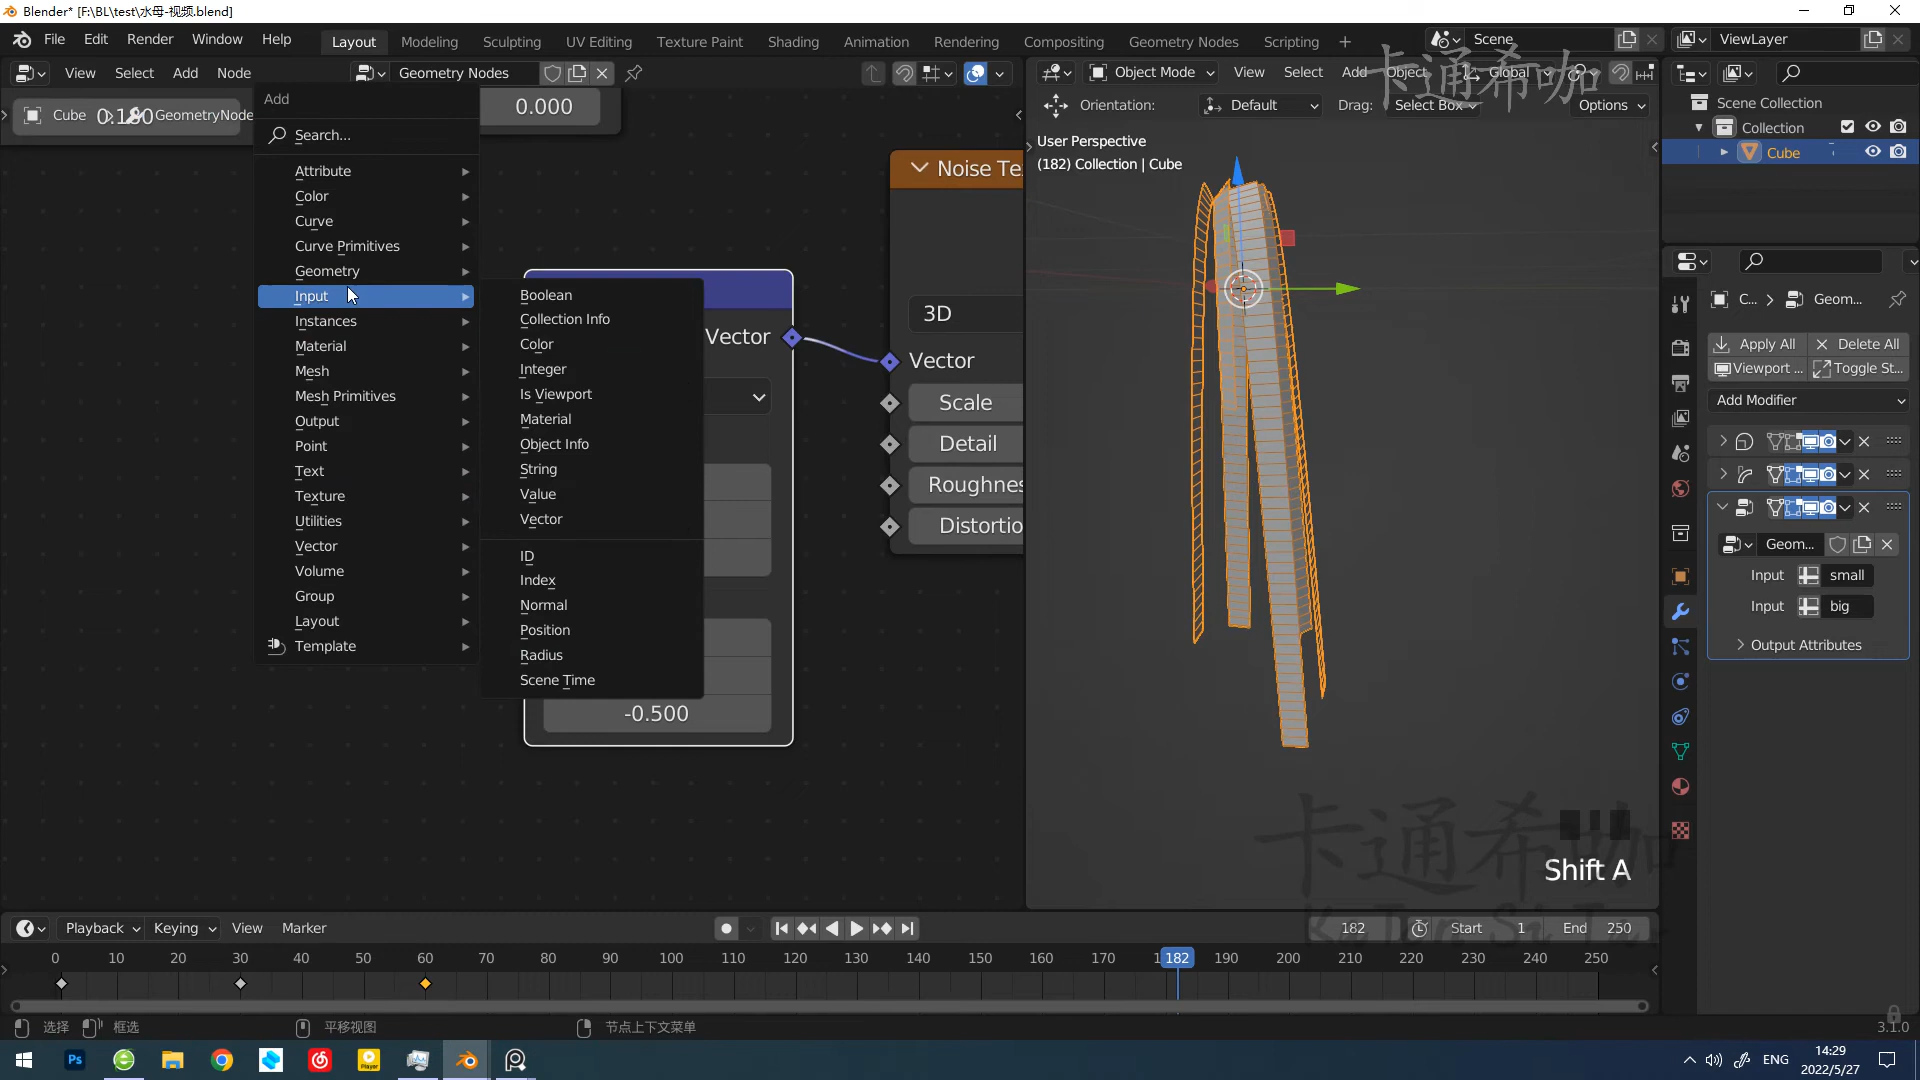 Blender* [F:\BL\test\水母-视频.blend]
File Edit Render Window Help
Layout Modeling Sculpting UV Editing Texture Paint Shading Animation Rendering Compositing Geometry Nodes Scripting
Scene
ViewLayer
View Select Add Node
Geometry Nodes
Object Mode
View Select Add Object
Global
Orientation: Default Drag: Select Box Options
Scene Collection
Collection
Cube
卡通希咖
Cube 0.180 GeometryNode
0.000
User Perspective
(182) Collection | Cube
Add
Search...
Attribute
Color
Curve
Curve Primitives
Geometry
Input
Instances
Material
Mesh
Mesh Primitives
Output
Point
Text
Texture
Utilities
Vector
Volume
Group
Layout
Template
Boolean
Collection Info
Color
Integer
Is Viewport
Material
Object Info
String
Value
Vector
ID
Index
Normal
Position
Radius
Scene Time
Vector
-0.500
Noise Te
3D
Vector
Scale
Detail
Roughnes
Distortio
C... Geom...
Apply All Delete All
Viewport ... Toggle St...
Add Modifier
Geom...
Input small
Input big
Output Attributes
卡通希咖
Shift A
Playback Keying View Marker
182 Start 1 End 250
0 10 20 30 40 50 60 70 80 90 100 110 120 130 140 150 160 170 182 190 200 210 220 230 240 250
选择 框选 平移视图 节点上下文菜单
3.1.0
Ps
Player
ENG
14:29
2022/5/27